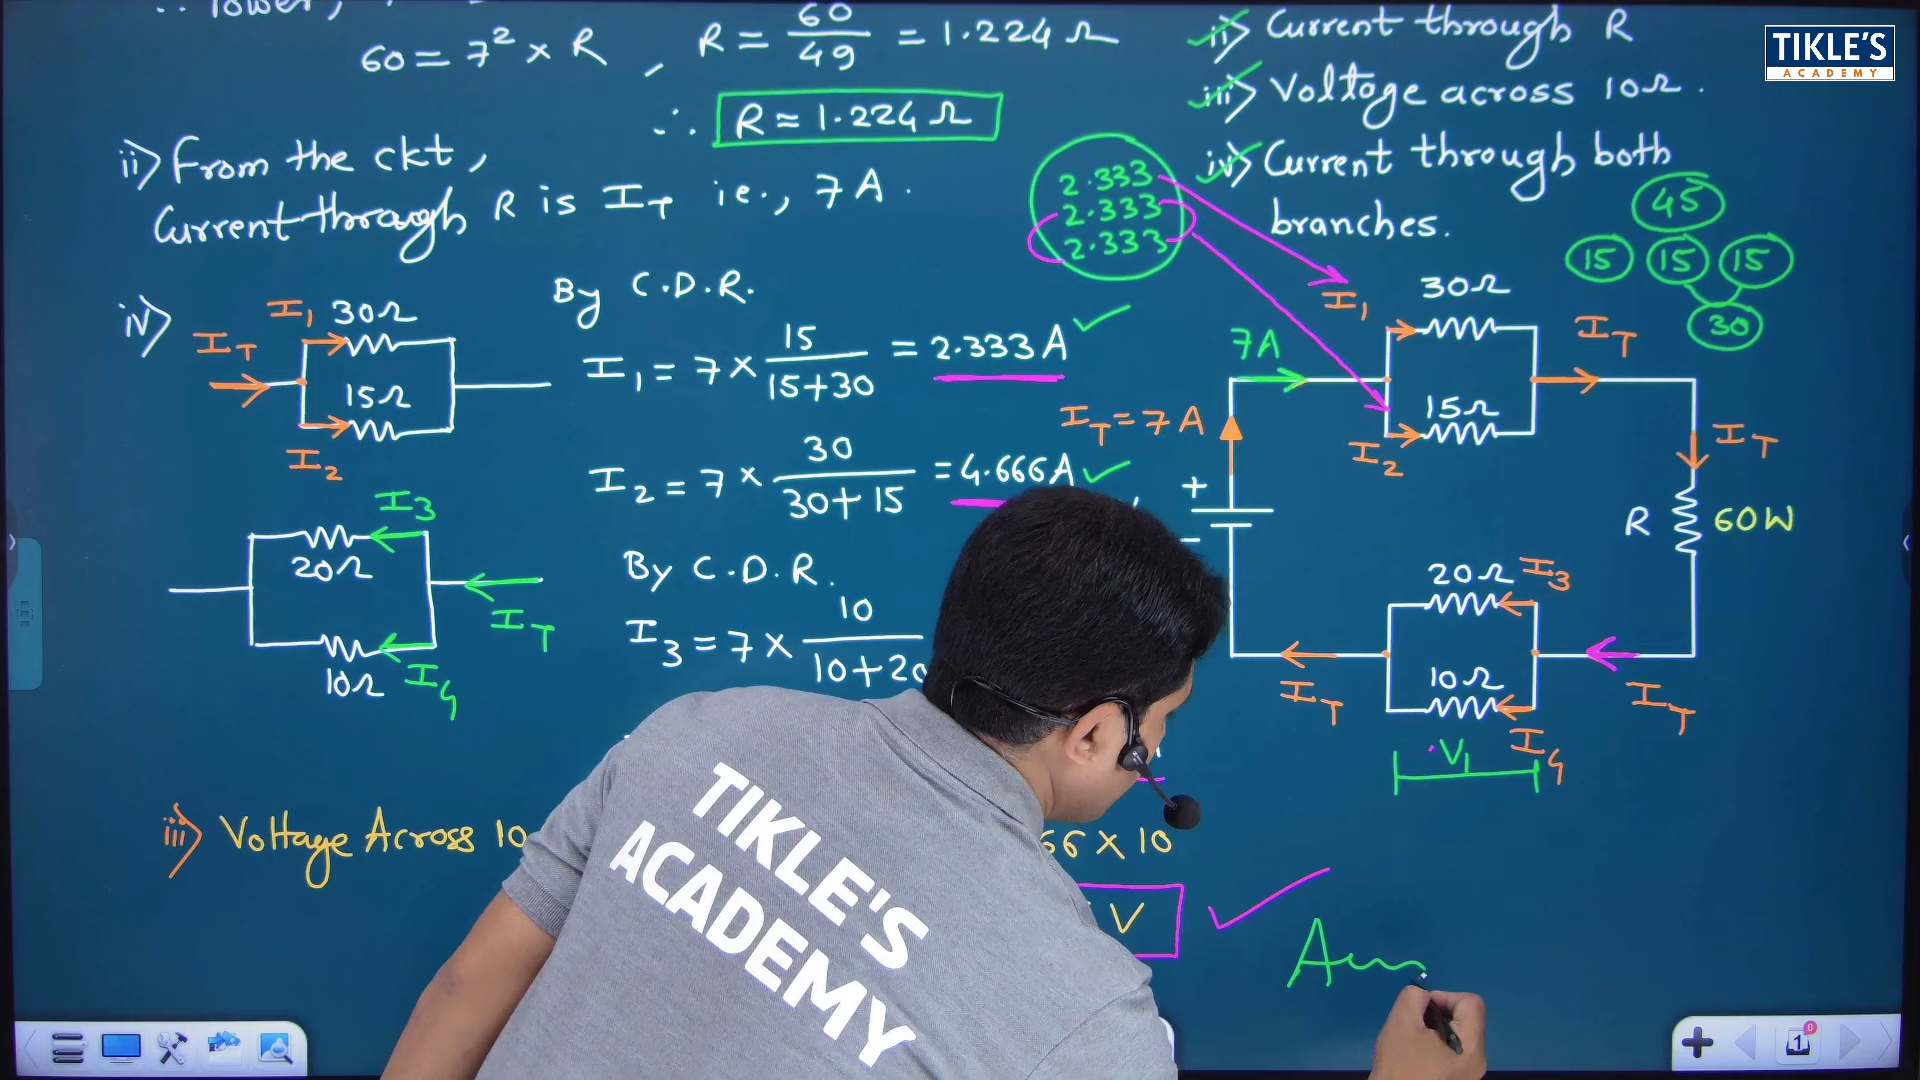 60 = 7² × R , R = 60/49 = 1.224 Ω
∴ R = 1.224 Ω
ii) From the ckt,
Current through R is I_T ie., 7A.
iv)
I_T
I₁
30Ω
15Ω
I₂
I₃
20Ω
I_T
10Ω
I₄
By C.D.R.
I₁ = 7 × 15/(15+30) = 2.333 A ✓
I₂ = 7 × 30/(30+15) = 4.666 A ✓
By C.D.R.
I₃ = 7 × 10/(10+20
iii) Voltage Across 10
66 × 10
V ✓
ii) Current through R
iii) Voltage across 10Ω.
iv) Current through both
branches.
2.333
2.333
2.333
45
15 15 15
30
7A
I₁
30Ω
I_T
15Ω
I₂
I_T = 7A
+
-
I_T
R
60W
20Ω
I₃
10Ω
I₄
I_T
I_T
V₁
TIKLE'S
ACADEMY
TIKLE'S
ACADEMY
1
0